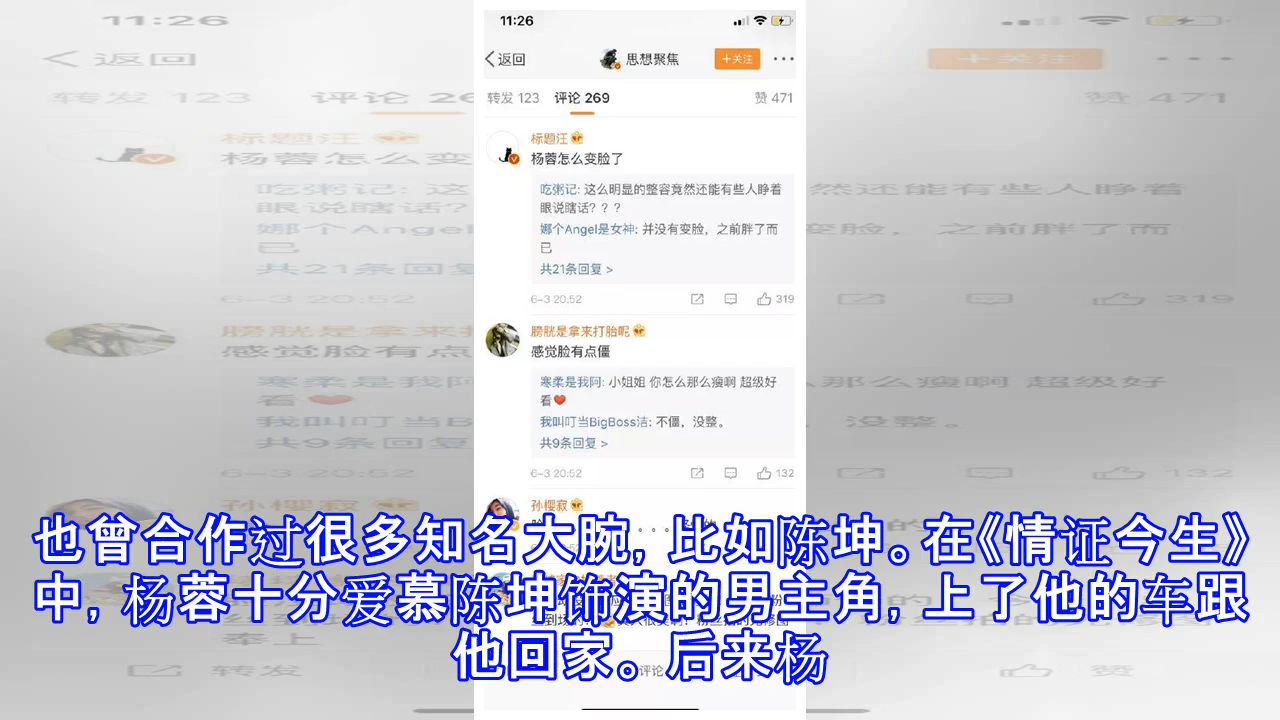 11:26
返回
思想聚焦
+关注
转发 123 评论 269 赞 471
标题汪
杨蓉怎么变脸了
吃粥记: 这么明显的整容竟然还能有些人睁着
眼说瞎话？？？
娜个Angel是女神: 并没有变脸，之前胖了而
已
共21条回复 >
6-3 20:52
319
膀胱是拿来打胎呢
感觉脸有点僵
寒柔是我阿: 小姐姐 你怎么那么瘦啊 超级好
看❤️
我叫叮当BigBoss洁: 不僵，没整。
共9条回复 >
6-3 20:52
132
孙樱寂
也曾合作过很多知名大腕, 比如陈坤。在《情证今生》
中, 杨蓉十分爱慕陈坤饰演的男主角, 上了他的车跟
他回家。后来杨